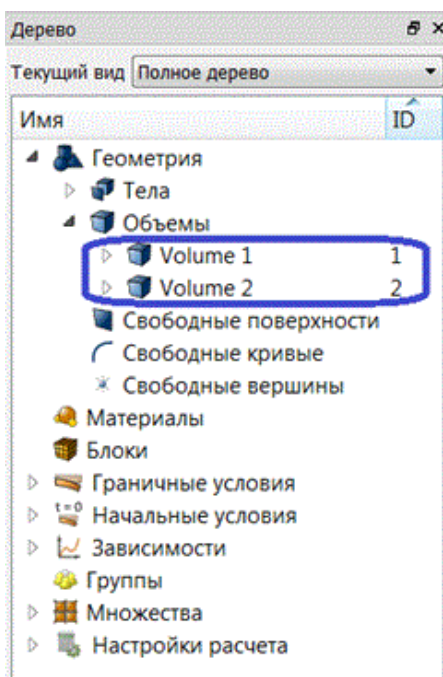 Дерево
Текущий вид Полное дерево
Имя ID
Геометрия
Тела
Объемы
Volume 1 1
Volume 2 2
Свободные поверхности
Свободные кривые
Свободные вершины
Материалы
Блоки
Граничные условия
t=0 Начальные условия
Зависимости
Группы
Множества
Настройки расчета